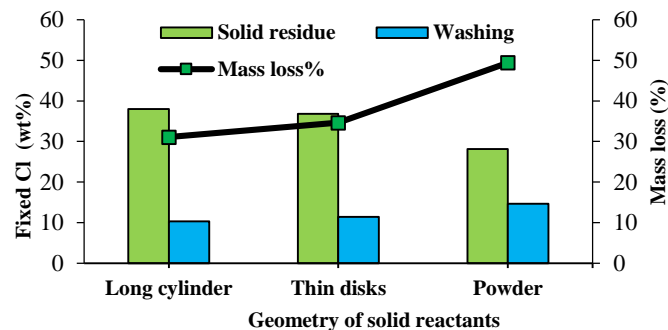 60
50
40
30
20
10
0
Fixed Cl (wt%)
Solid residue
Washing
Mass loss%
60
50
40
30
20
10
0
Mass loss (%)
Long cylinder
Thin disks
Powder
Geometry of solid reactants